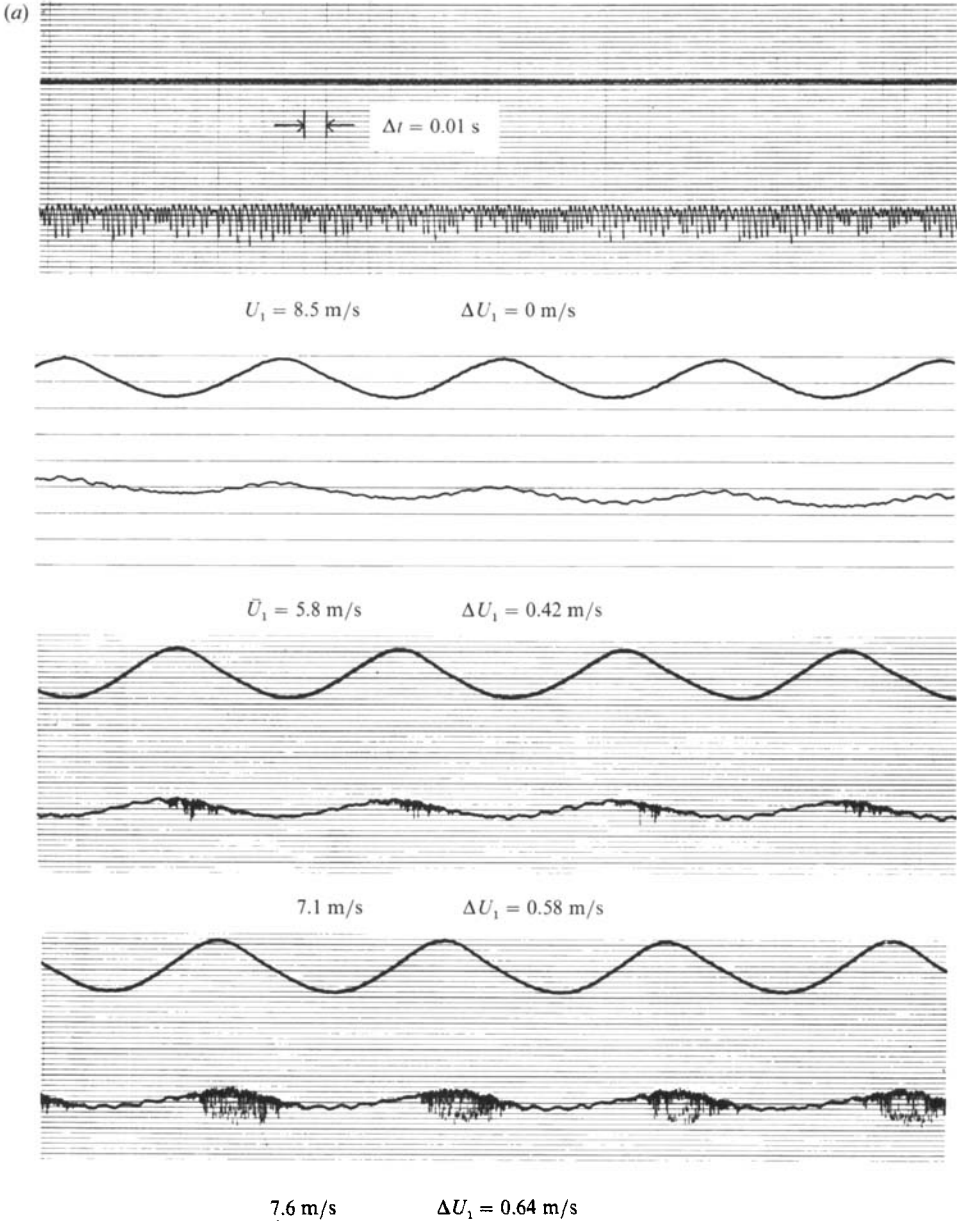 (a)
Δt = 0.01 s
U₁ = 8.5 m/s ΔU₁ = 0 m/s
Ū₁ = 5.8 m/s ΔU₁ = 0.42 m/s
7.1 m/s ΔU₁ = 0.58 m/s
7.6 m/s ΔU₁ = 0.64 m/s